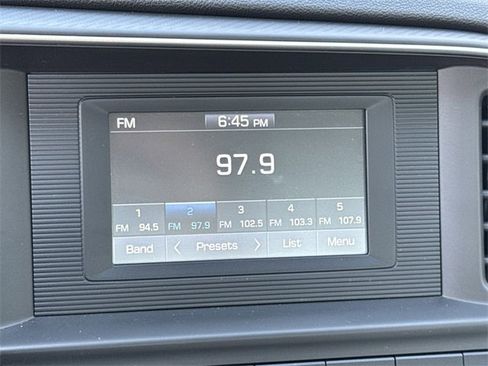 FM 6:45 PM
97.9
1 2 3 4 5
FM 94.5 FM 97.9 FM 102.5 FM 103.3 FM 107.9
Band < Presets > List Menu